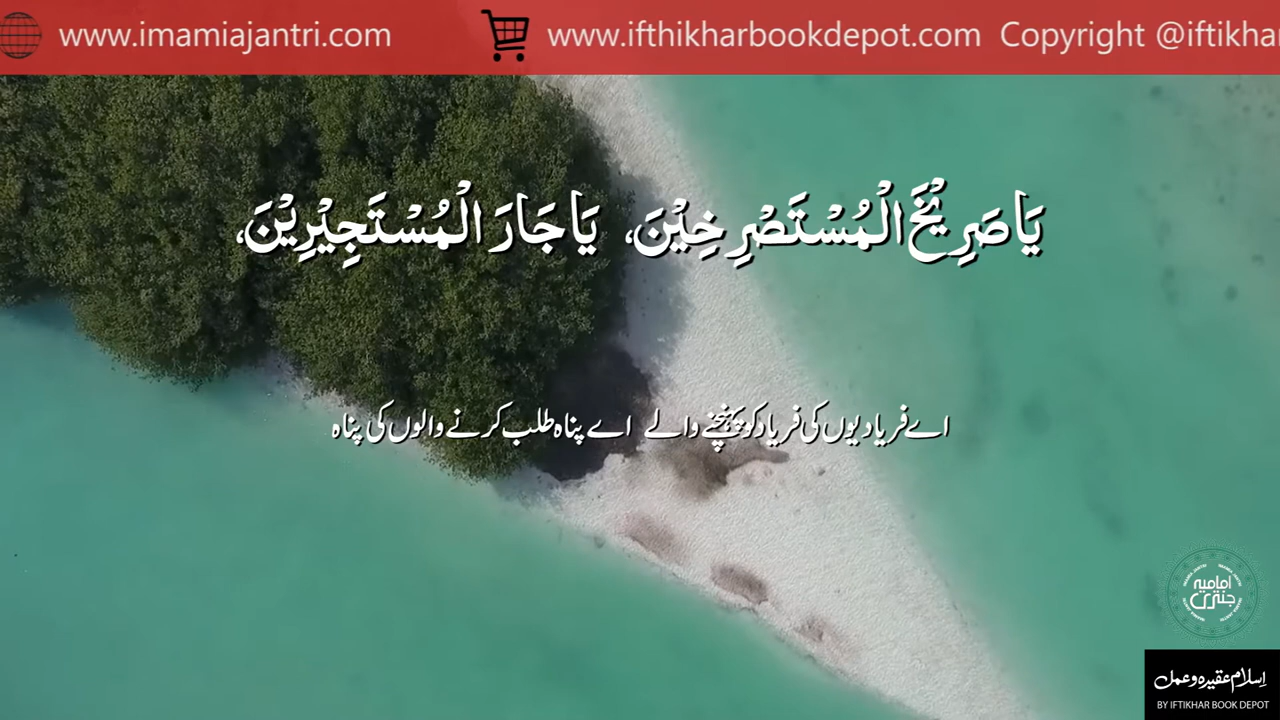 www.imamiajantri.com www.ifthikharbookdepot.com Copyright @iftikhar
يَا صَرِيْخَ الْمُسْتَصْرِخِيْنَ، يَا جَارَ الْمُسْتَجِيْرِيْنَ،
اے فریادیوں کی فریاد کو پہنچنے والے اے پناہ طلب کرنے والوں کی پناہ
امامیہ
جنتری
اسلام عقیدہ و عمل
BY IFTIKHAR BOOK DEPOT